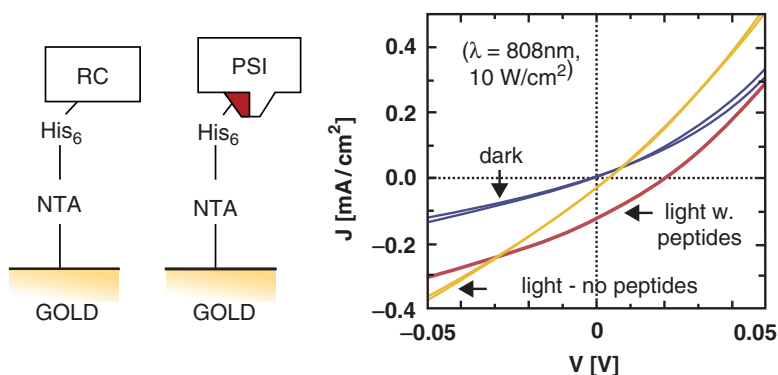 RC
His6
NTA
GOLD
PSI
His6
NTA
GOLD
(λ = 808nm,
10 W/cm2)
dark
light w.
peptides
light - no peptides
J [mA/cm2]
0.4
0.2
0.0
−0.2
−0.4
−0.05
0
0.05
V [V]